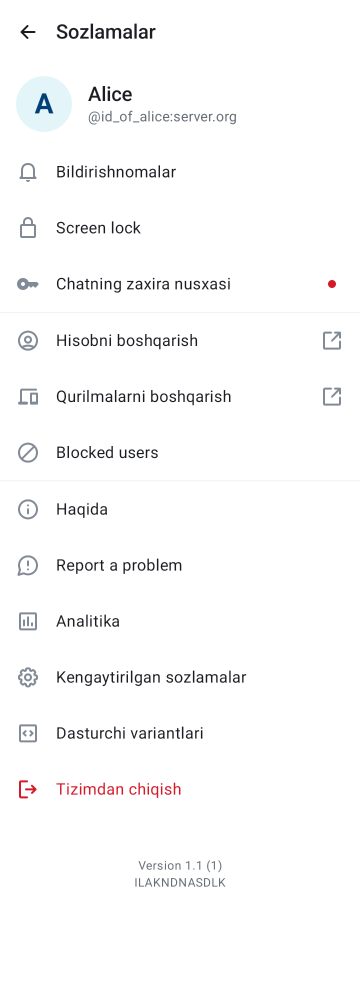 Sozlamalar
A
Alice
@id_of_alice:server.org
Bildirishnomalar
Screen lock
Chatning zaxira nusxasi
Hisobni boshqarish
Qurilmalarni boshqarish
Blocked users
Haqida
Report a problem
Analitika
Kengaytirilgan sozlamalar
Dasturchi variantlari
Tizimdan chiqish
Version 1.1 (1)
ILAKNDNASDLK